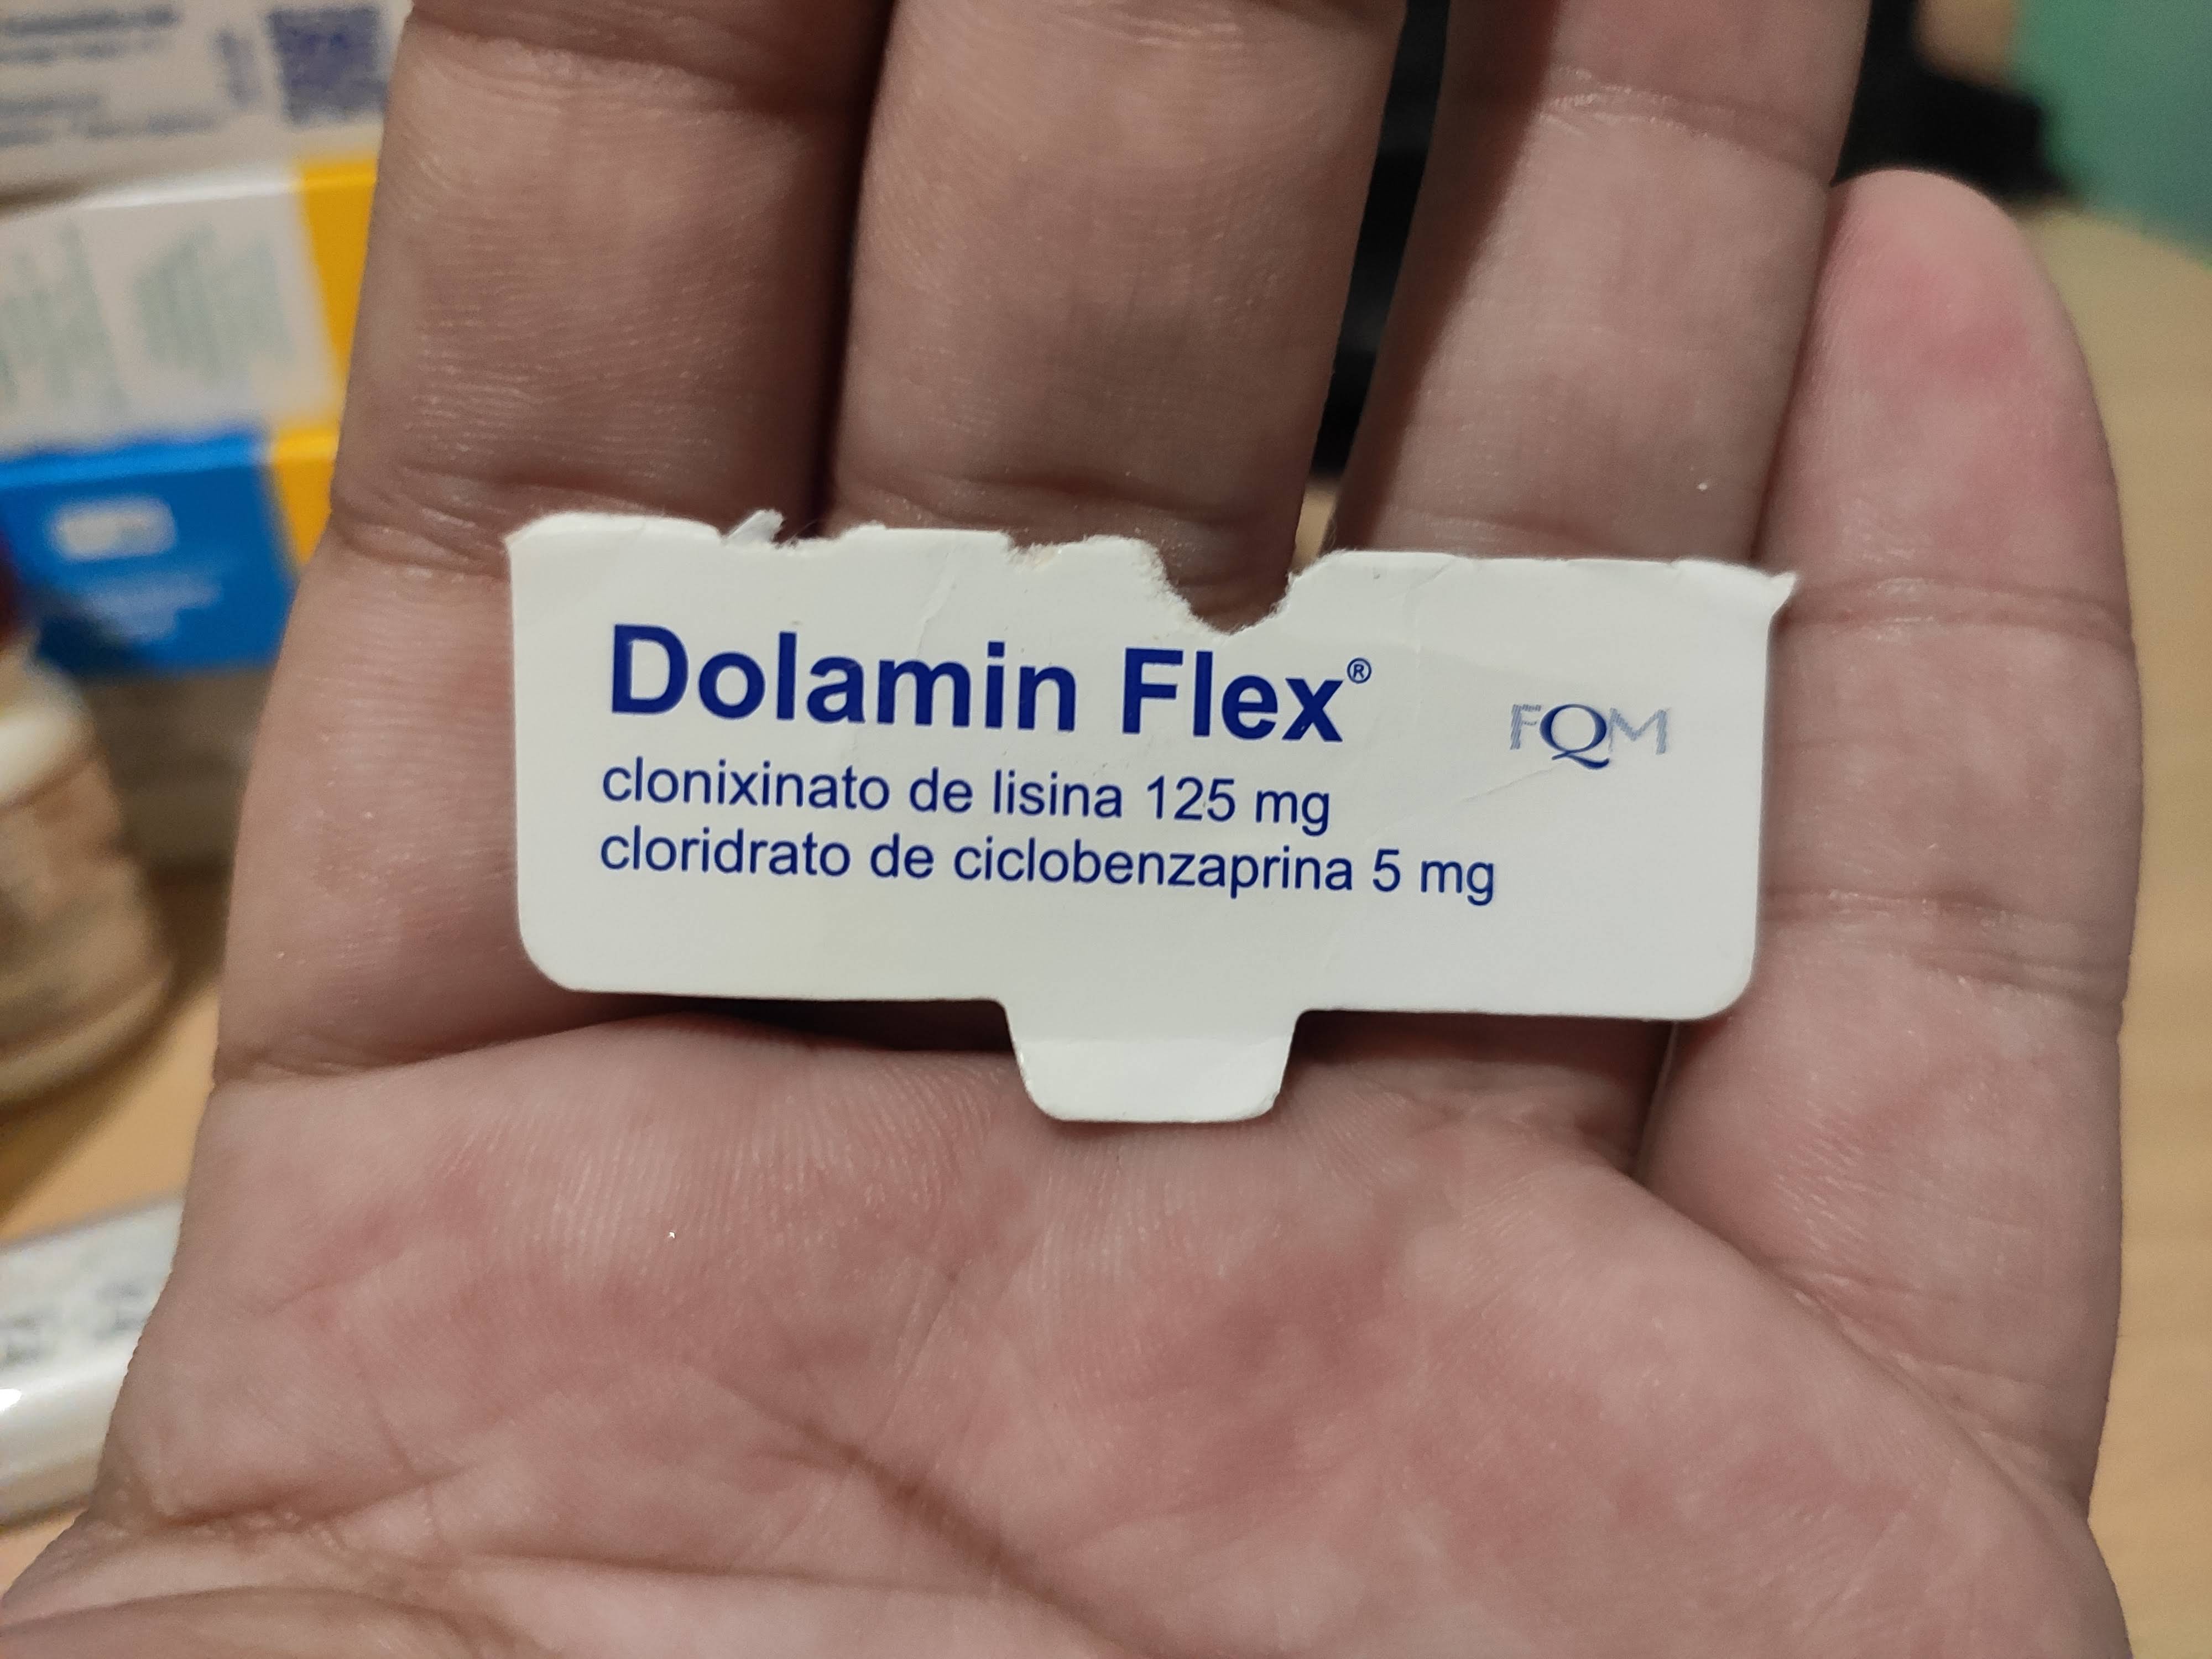 Dolamin Flex®
FQM
clonixinato de lisina 125 mg
cloridrato de ciclobenzaprina 5 mg